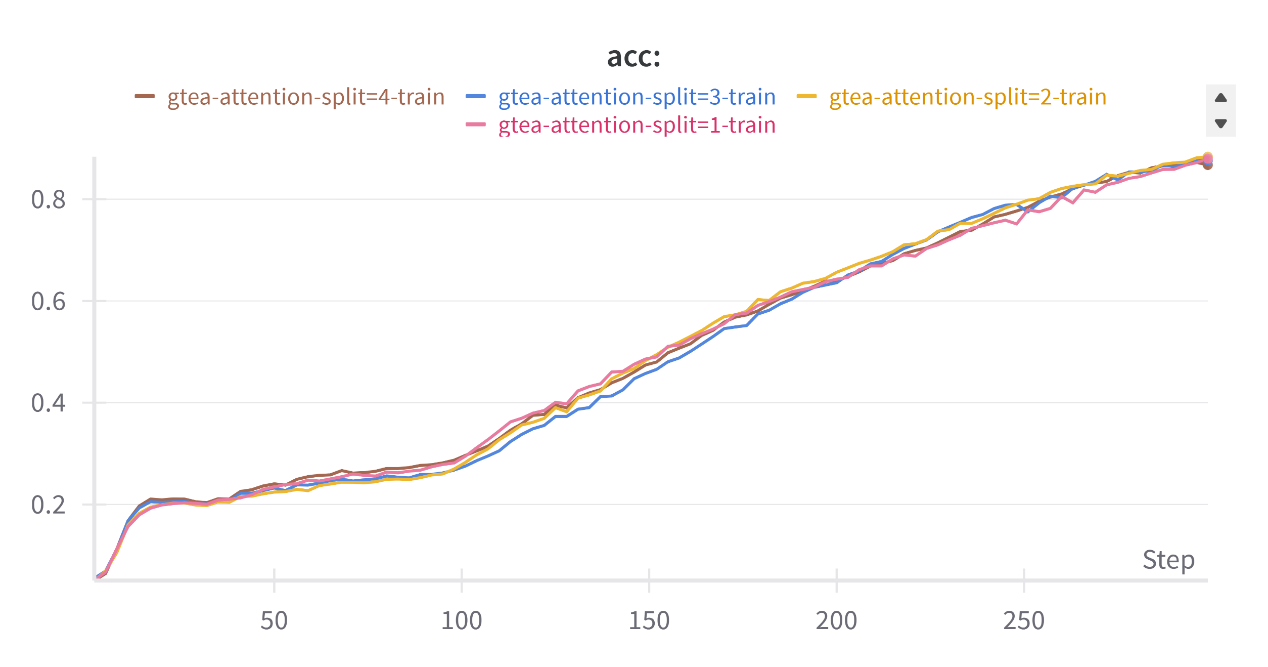 acc:
gtea-attention-split=4-train gtea-attention-split=3-train gtea-attention-split=2-train
gtea-attention-split=1-train
0.8
0.6
0.4
0.2
Step
50 100 150 200 250